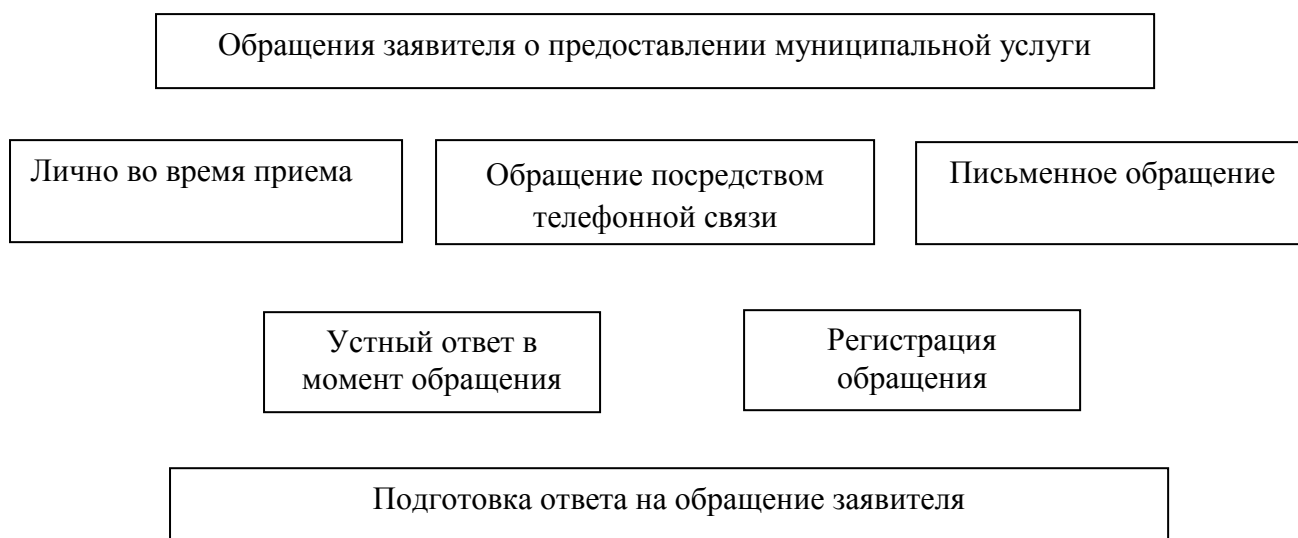 Обращения заявителя о предоставлении муниципальной услуги
Лично во время приема
Обращение посредством
телефонной связи
Письменное обращение
Устный ответ в
момент обращения
Регистрация
обращения
Подготовка ответа на обращение заявителя